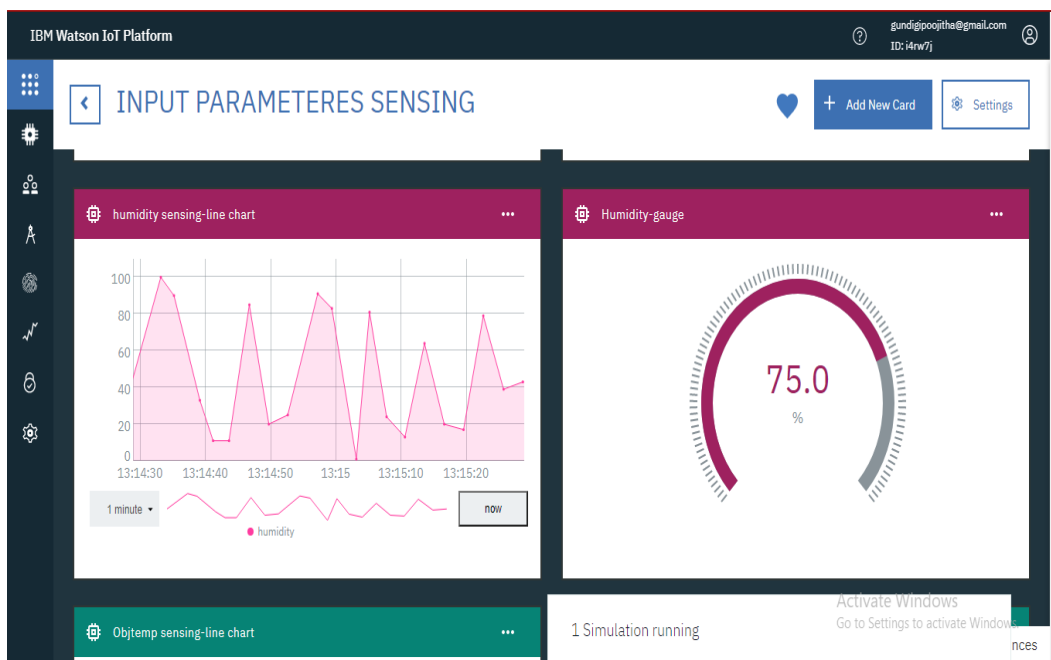 IBM Watson IoT Platform
gundigipoojitha@gmail.com
ID: i4rw7j
INPUT PARAMETERES SENSING
+ Add New Card
Settings
humidity sensing-line chart
Humidity-gauge
100
80
60
40
20
0
13:14:30 13:14:40 13:14:50 13:15 13:15:10 13:15:20
1 minute
now
humidity
75.0
%
Activate Windows
Go to Settings to activate Windows.
Objtemp sensing-line chart
1 Simulation running
nces